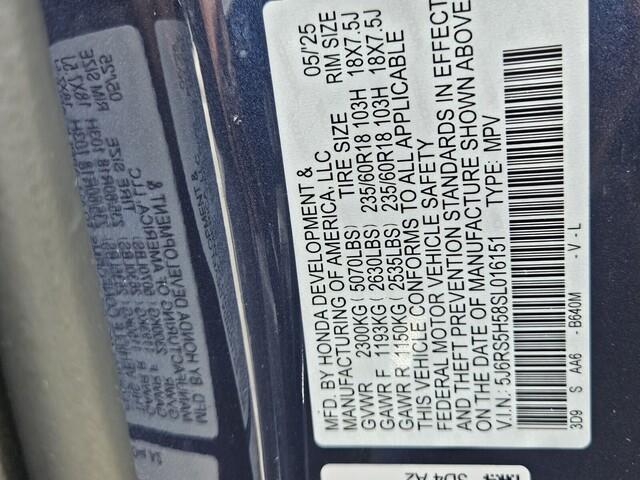 MFD. BY HONDA DEVELOPMENT &
MANUFACTURING OF AMERICA, LLC 05/'25
GVWR 2300KG ( 5070LBS) TIRE SIZE RIM SIZE
GAWR F 1193KG ( 2630LBS) 235/60R18 103H 18X7.5J
GAWR R 1150KG ( 2535LBS) 235/60R18 103H 18X7.5J
THIS VEHICLE CONFORMS TO ALL APPLICABLE
FEDERAL MOTOR VEHICLE SAFETY
AND THEFT PREVENTION STANDARDS IN EFFECT
ON THE DATE OF MANUFACTURE SHOWN ABOVE
V.I.N.: 5J6RS5H58SL016151 TYPE: MPV
3D9 S AA6 -B640M -V-L
3D4 A2